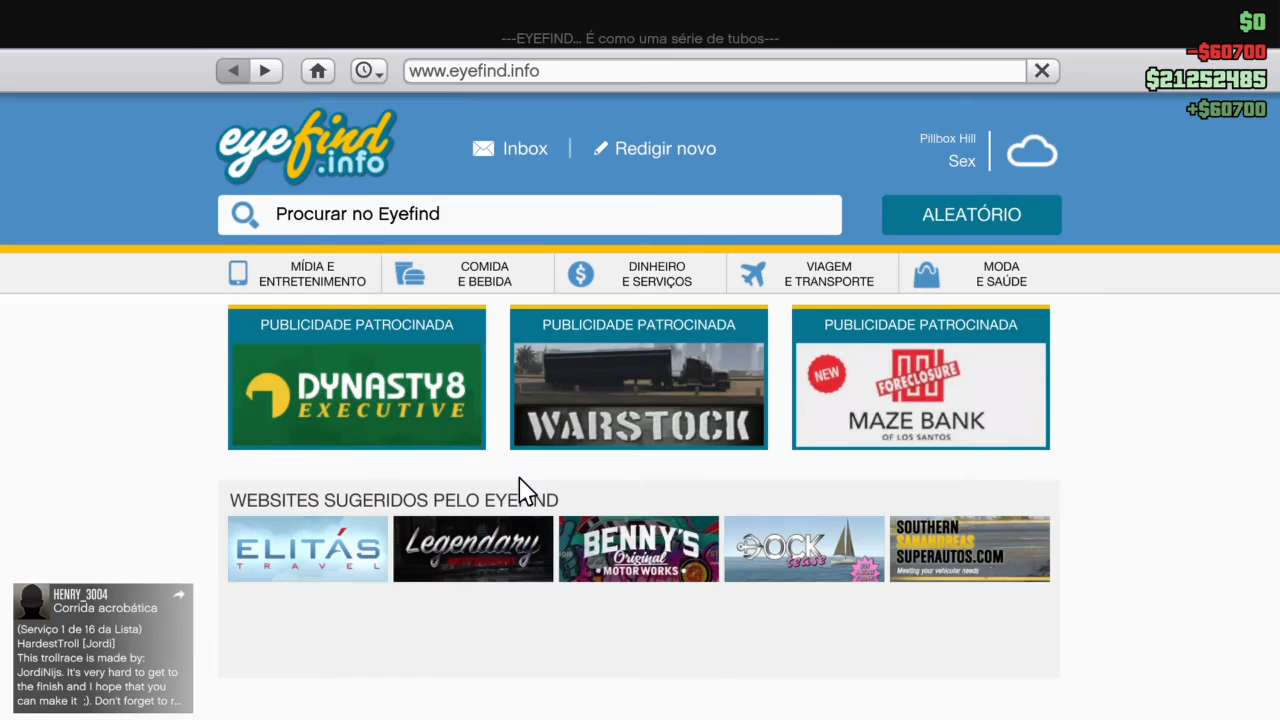 ---EYEFIND... É como uma série de tubos---
$0
-$60700
$21252485
+$60700
www.eyefind.info
eyefind
.info
Inbox
Redigir novo
Pillbox Hill
Sex
Procurar no Eyefind
ALEATÓRIO
MÍDIA E
ENTRETENIMENTO
COMIDA
E BEBIDA
DINHEIRO
E SERVIÇOS
VIAGEM
E TRANSPORTE
MODA
E SAÚDE
PUBLICIDADE PATROCINADA
DYNASTY8
EXECUTIVE
PUBLICIDADE PATROCINADA
WARSTOCK
PUBLICIDADE PATROCINADA
NEW
FORECLOSURE
MAZE BANK
OF LOS SANTOS
WEBSITES SUGERIDOS PELO EYEFIND
ELITÁS
TRAVEL
Legendary
MOTORSPORT
BENNY'S
Original
MOTOR WORKS
DOCK
tease
SOUTHERN
SANANDREAS
SUPERAUTOS.COM
Meeting your vehicular needs
HENRY_3004
Corrida acrobática
(Serviço 1 de 16 da Lista)
HardestTroll [Jordi]
This trollrace is made by:
JordiNijs. It's very hard to get to
the finish and I hope that you
can make it ;). Don't forget to r...